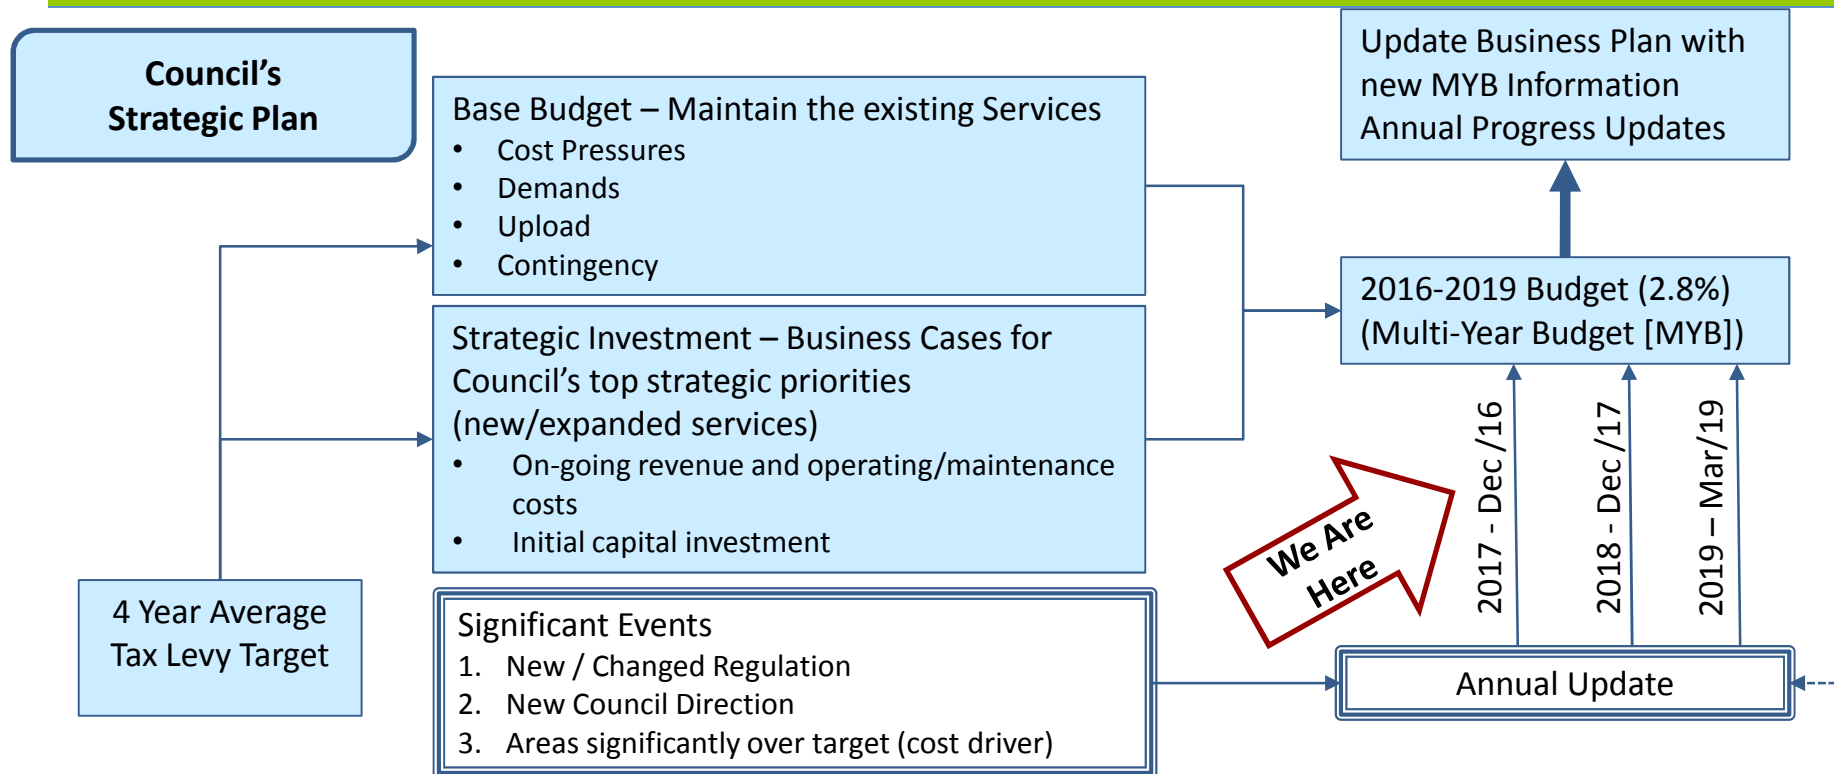 Council’s
Strategic Plan
Base Budget – Maintain the existing Services
• Cost Pressures
• Demands
• Upload
• Contingency
Strategic Investment – Business Cases for
Council’s top strategic priorities
(new/expanded services)
• On-going revenue and operating/maintenance
costs
• Initial capital investment
4 Year Average
Tax Levy Target
Significant Events
1. New / Changed Regulation
2. New Council Direction
3. Areas significantly over target (cost driver)
Update Business Plan with
new MYB Information
Annual Progress Updates
2016-2019 Budget (2.8%)
(Multi-Year Budget [MYB])
We Are
Here
2017 - Dec /16
2018 - Dec /17
2019 – Mar/19
Annual Update